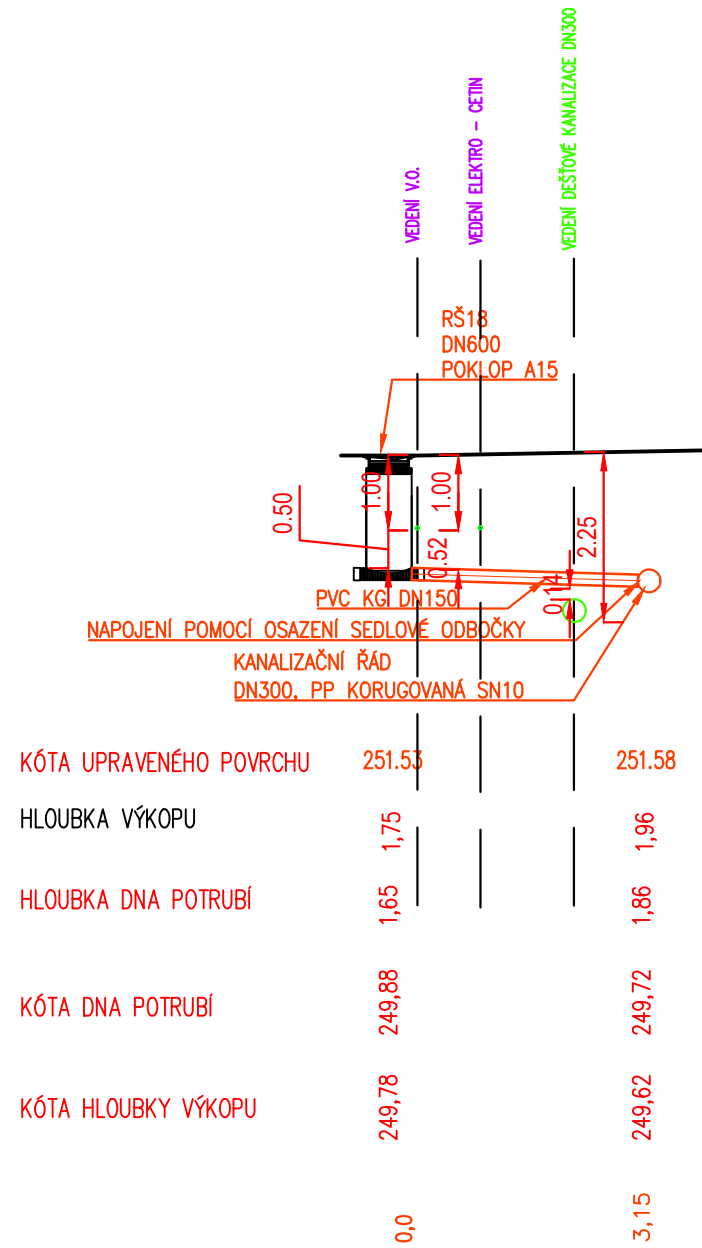 VEDENÍ V.O.
VEDENÍ ELEKTRO - CETIN
VEDENÍ DEŠŤOVÉ KANALIZACE DN300
RŠ18
DN600
POKLOP A15
0.50
1.00
1.00
0.52
2.25
0.14
PVC KG DN150
NAPOJENÍ POMOCÍ OSAZENÍ SEDLOVÉ ODBOČKY
KANALIZAČNÍ ŘÁD
DN300, PP KORUGOVANÁ SN10
KÓTA UPRAVENÉHO POVRCHU 251.53 251.58
HLOUBKA VÝKOPU 1,75 1,96
HLOUBKA DNA POTRUBÍ 1,65 1,86
KÓTA DNA POTRUBÍ 249,88 249,72
KÓTA HLOUBKY VÝKOPU 249,78 249,62
0,0 3,15